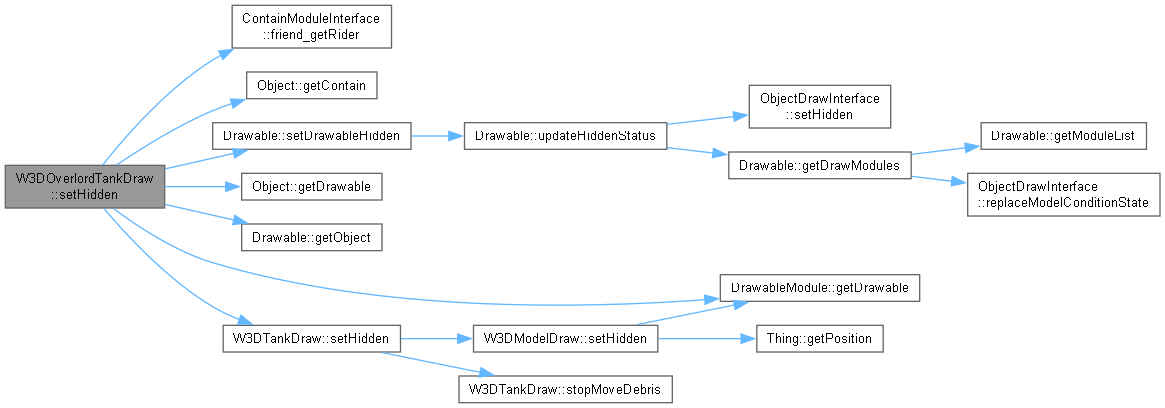 ContainModuleInterface
::friend_getRider
Object::getContain
ObjectDrawInterface
::setHidden
Drawable::setDrawableHidden
Drawable::updateHiddenStatus
Drawable::getModuleList
Drawable::getDrawModules
W3DOverlordTankDraw
::setHidden
Object::getDrawable
ObjectDrawInterface
::replaceModelConditionState
Drawable::getObject
DrawableModule::getDrawable
W3DTankDraw::setHidden
W3DModelDraw::setHidden
Thing::getPosition
W3DTankDraw::stopMoveDebris